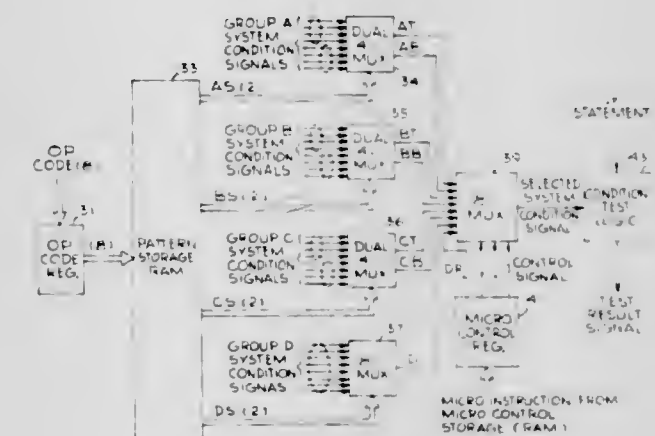 GROUP A
SYSTEM
CONDITION
SIGNALS
DUAL
4
MUX
AT
34
33
AS (2)
GROUP B
SYSTEM
CONDITION
SIGNALS
35
DUAL
4
MUX
BT
BB
BS (2)
OP
CODE (8)
31
OP
CODE
REG.
(8)
PATTERN
STORAGE
RAM
GROUP C
SYSTEM
CONDITION
SIGNALS
36
DUAL
4
MUX
CT
CB
CS (2)
GROUP D
SYSTEM
CONDITION
SIGNAS
37
MUX
DS (2)
39
MUX
SELECTED
SYSTEM
CONDITION
SIGNAL
CONTROL
SIGNAL
MICRO
CONTROL
REG.
MICRO INSTRUCTION FROM
MICRO CONTROL
STORAGE (RAM)
STATEMENT
43
CONDITION
TEST
LOGIC
TEST
RESULT
SIGNAL